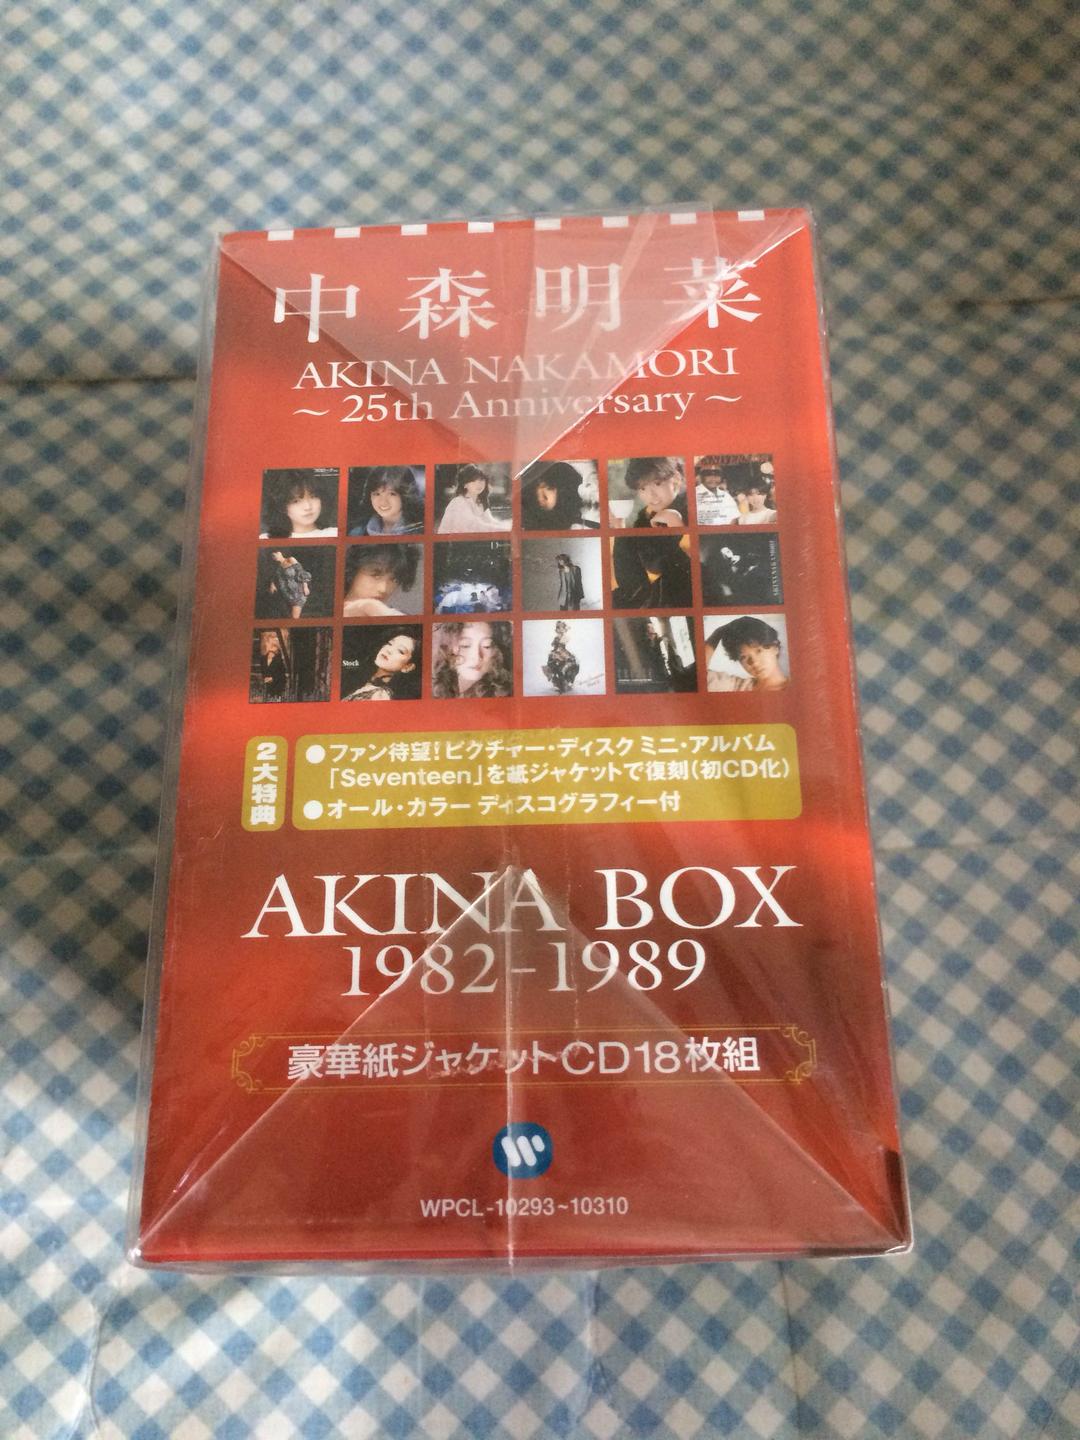 中森明菜
AKINA NAKAMORI
～25th Anniversary～
Stock
2大特典
●ファン待望!ピクチャー・ディスク ミニ・アルバム
「Seventeen」を紙ジャケットで復刻(初CD化)
●オール・カラー ディスコグラフィー付
AKINA BOX
1982-1989
豪華紙ジャケットCD18枚組
WPCL-10293~10310